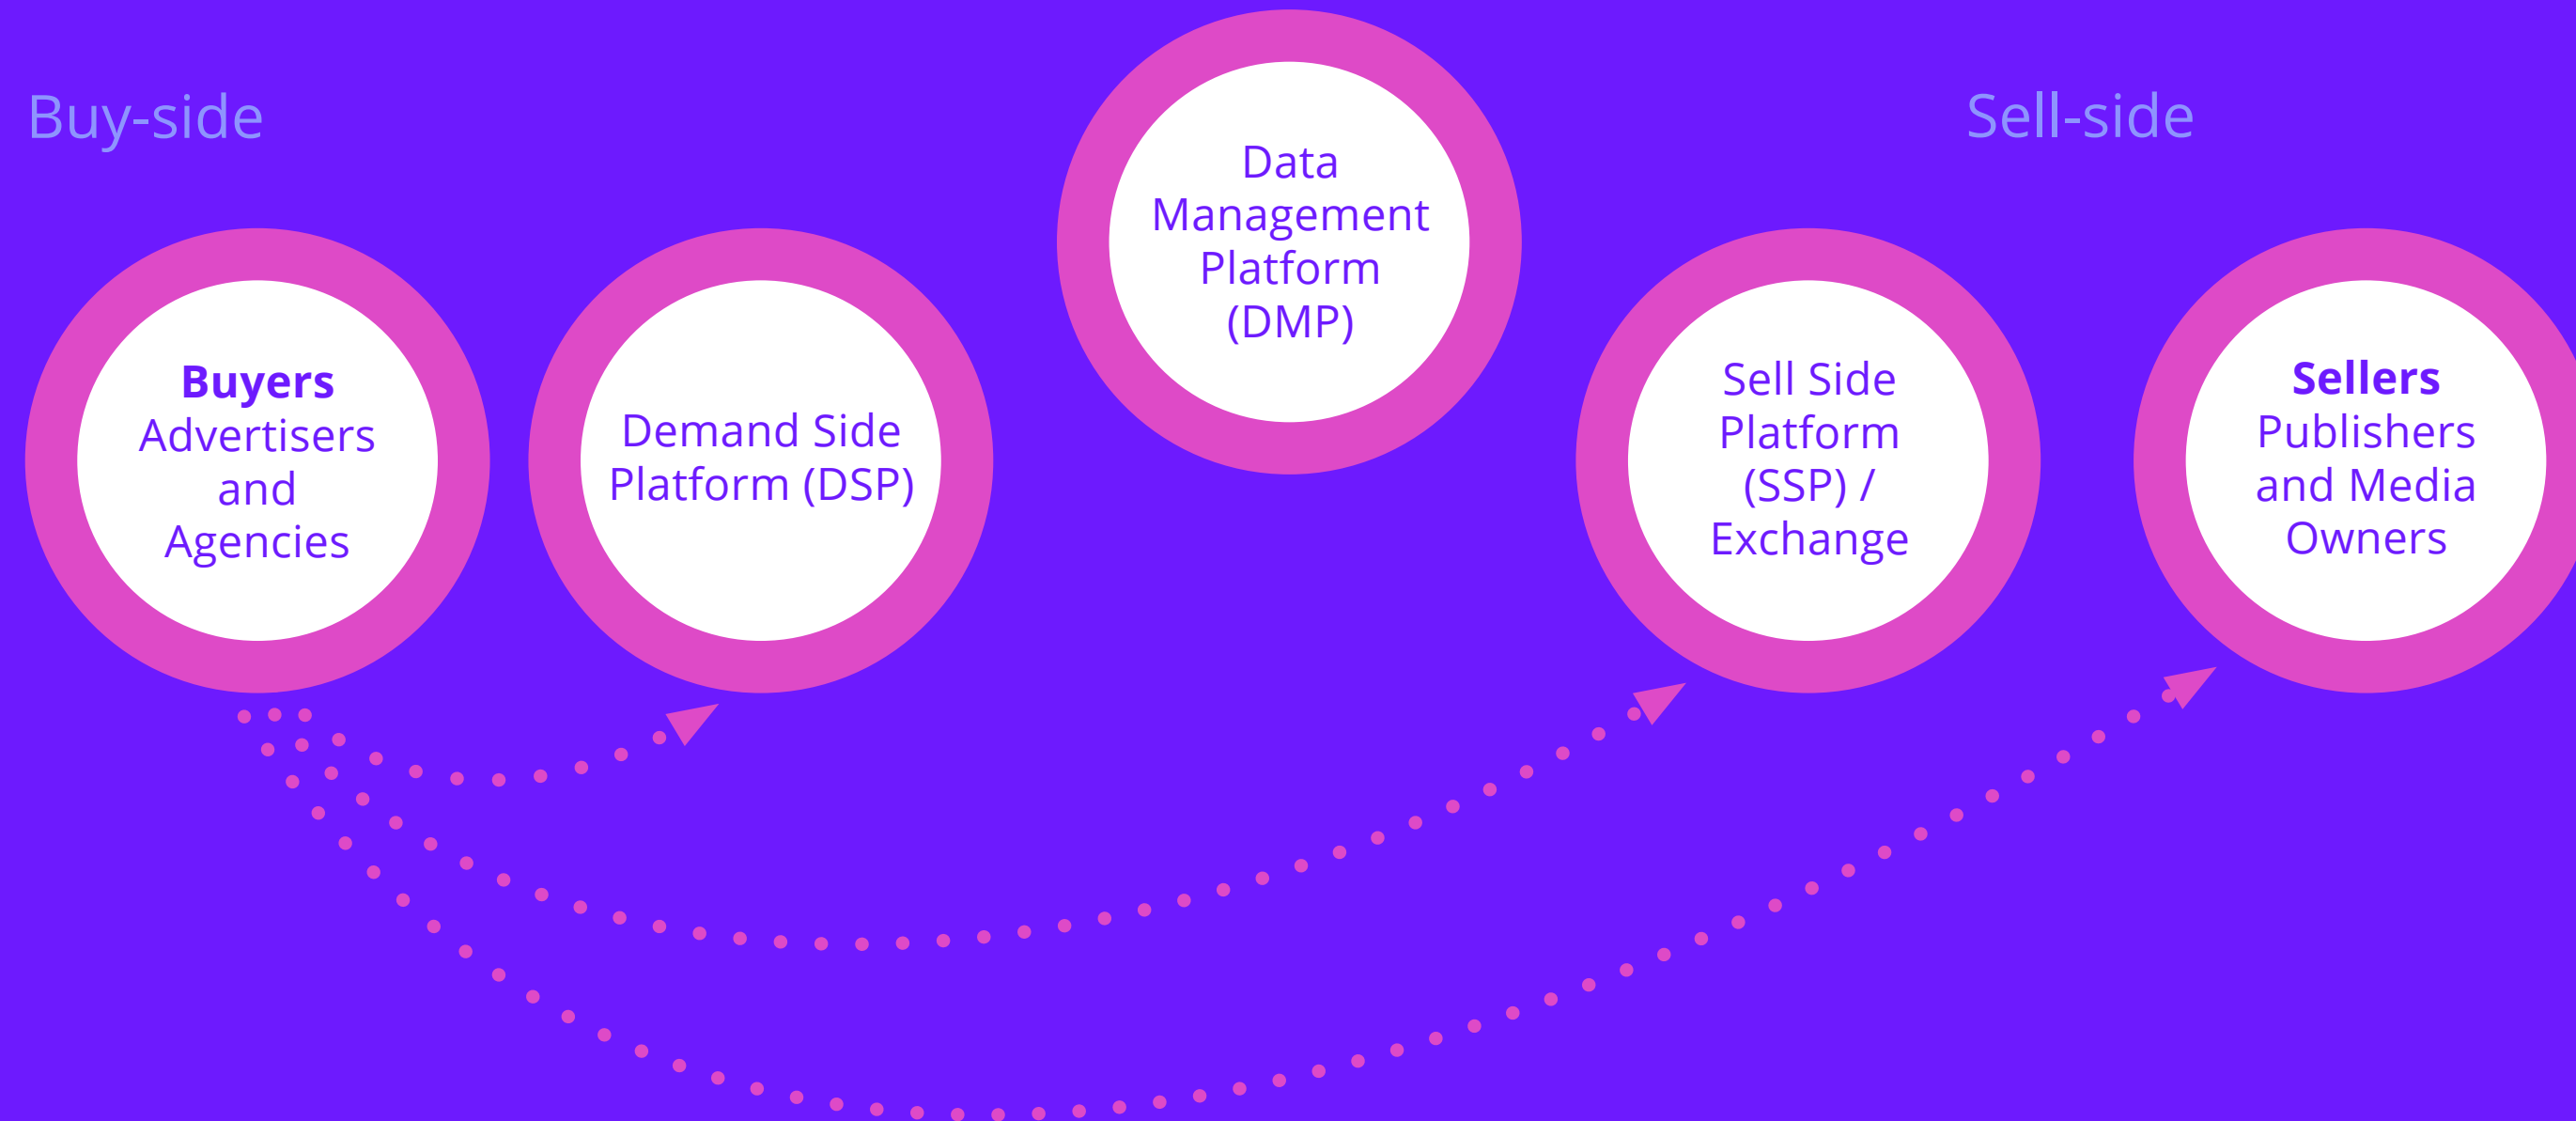 Buy-side
Sell-side
Buyers
Advertisers
and
Agencies
Demand Side
Platform (DSP)
Data
Management
Platform
(DMP)
Sell Side
Platform
(SSP) /
Exchange
Sellers
Publishers
and Media
Owners